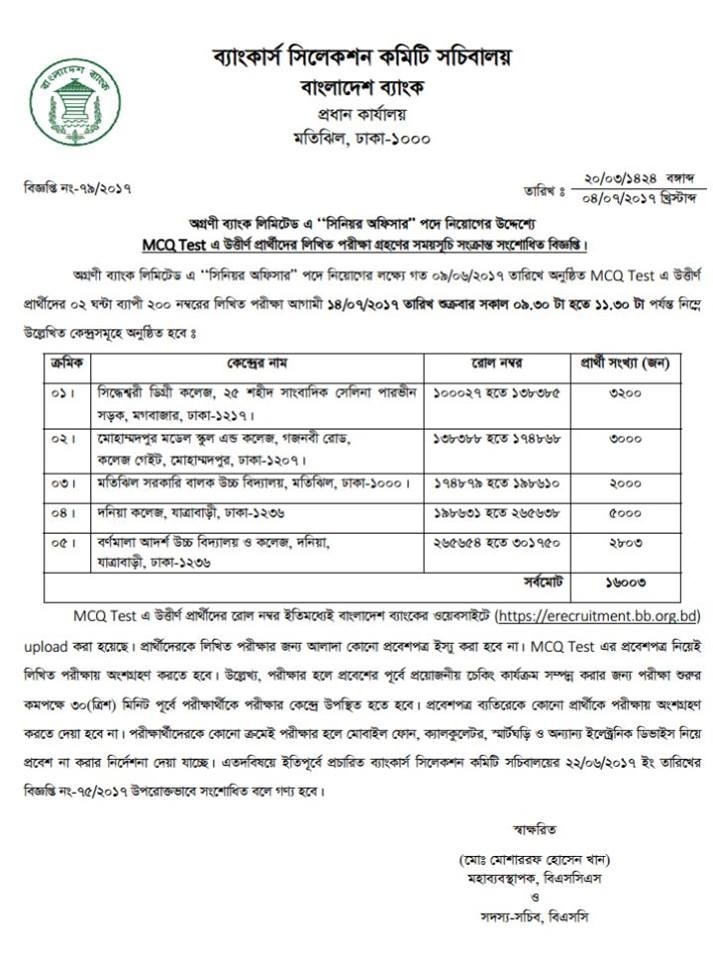 ব্যাংকার্স সিলেকশন কমিটি সচিবালয়
বাংলাদেশ ব্যাংক
প্রধান কার্যালয়
মতিঝিল, ঢাকা-১০০০
বাংলাদেশ ব্যাংক
বিজ্ঞপ্তি নং-৭৯/২০১৭
তারিখ ঃ ২০/০৩/১৪২৪ বঙ্গাব্দ
০৪/০৭/২০১৭ খ্রিস্টাব্দ
অগ্রণী ব্যাংক লিমিটেড এ “সিনিয়র অফিসার” পদে নিয়োগের উদ্দেশ্যে
MCQ Test এ উত্তীর্ণ প্রার্থীদের লিখিত পরীক্ষা গ্রহণের সময়সূচি সংক্রান্ত সংশোধিত বিজ্ঞপ্তি।
অগ্রণী ব্যাংক লিমিটেড এ “সিনিয়র অফিসার” পদে নিয়োগের লক্ষ্যে গত ০৯/০৬/২০১৭ তারিখে অনুষ্ঠিত MCQ Test এ উত্তীর্ণ
প্রার্থীদের ০২ ঘন্টা ব্যাপী ২০০ নম্বরের লিখিত পরীক্ষা আগামী ১৪/০৭/২০১৭ তারিখ শুক্রবার সকাল ০৯.৩০ টা হতে ১১.৩০ টা পর্যন্ত নিম্নে
উল্লেখিত কেন্দ্রসমূহে অনুষ্ঠিত হবে ঃ
ক্রমিক কেন্দ্রের নাম রোল নম্বর প্রার্থী সংখ্যা (জন)
০১। সিদ্ধেশ্বরী ডিগ্রী কলেজ, ২৫ শহীদ সাংবাদিক সেলিনা পারভীন ১০০০২৭ হতে ১৩৮৩৮৫ ৩২০০
সড়ক, মগবাজার, ঢাকা-১২১৭।
০২। মোহাম্মদপুর মডেল স্কুল এন্ড কলেজ, গজনবী রোড, ১৩৮৩৮৮ হতে ১৭৪৮৬৮ ৩০০০
কলেজ গেইট, মোহাম্মদপুর, ঢাকা-১২০৭।
০৩। মতিঝিল সরকারি বালক উচ্চ বিদ্যালয়, মতিঝিল, ঢাকা-১০০০। ১৭৪৮৭৯ হতে ১৯৮৬১০ ২০০০
০৪। দনিয়া কলেজ, যাত্রাবাড়ী, ঢাকা-১২৩৬ ১৯৮৬৩১ হতে ২৬৫৬৩৮ ৫০০০
০৫। বর্ণমালা আদর্শ উচ্চ বিদ্যালয় ও কলেজ, দনিয়া, ২৬৫৬৫৪ হতে ৩০১৭৫০ ২৮০৩
যাত্রাবাড়ী, ঢাকা-১২৩৬
সর্বমোট ১৬০০৩
MCQ Test এ উত্তীর্ণ প্রার্থীদের রোল নম্বর ইতিমধ্যেই বাংলাদেশ ব্যাংকের ওয়েবসাইটে (https://erecruitment.bb.org.bd)
upload করা হয়েছে। প্রার্থীদেরকে লিখিত পরীক্ষার জন্য আলাদা কোনো প্রবেশপত্র ইস্যু করা হবে না। MCQ Test এর প্রবেশপত্র নিয়েই
লিখিত পরীক্ষায় অংশগ্রহণ করতে হবে। উল্লেখ্য, পরীক্ষার হলে প্রবেশের পূর্বে প্রয়োজনীয় চেকিং কার্যক্রম সম্পন্ন করার জন্য পরীক্ষা শুরুর
কমপক্ষে ৩০(ত্রিশ) মিনিট পূর্বে পরীক্ষার্থীকে পরীক্ষার কেন্দ্রে উপস্থিত হতে হবে। প্রবেশপত্র ব্যতিরেকে কোনো প্রার্থীকে পরীক্ষায় অংশগ্রহণ
করতে দেয়া হবে না। পরীক্ষার্থীদেরকে কোনো ক্রমেই পরীক্ষার হলে মোবাইল ফোন, ক্যালকুলেটর, স্মার্টঘড়ি ও অন্যান্য ইলেক্ট্রনিক ডিভাইস নিয়ে
প্রবেশ না করার নির্দেশনা দেয়া যাচ্ছে। এতদবিষয়ে ইতিপূর্বে প্রচারিত ব্যাংকার্স সিলেকশন কমিটি সচিবালয়ের ২২/০৬/২০১৭ ইং তারিখের
বিজ্ঞপ্তি নং-৭৫/২০১৭ উপরোক্তভাবে সংশোধিত বলে গণ্য হবে।
স্বাক্ষরিত
(মোঃ মোশাররফ হোসেন খান)
মহাব্যবস্থাপক, বিএসসিএস
ও
সদস্য-সচিব, বিএসসি